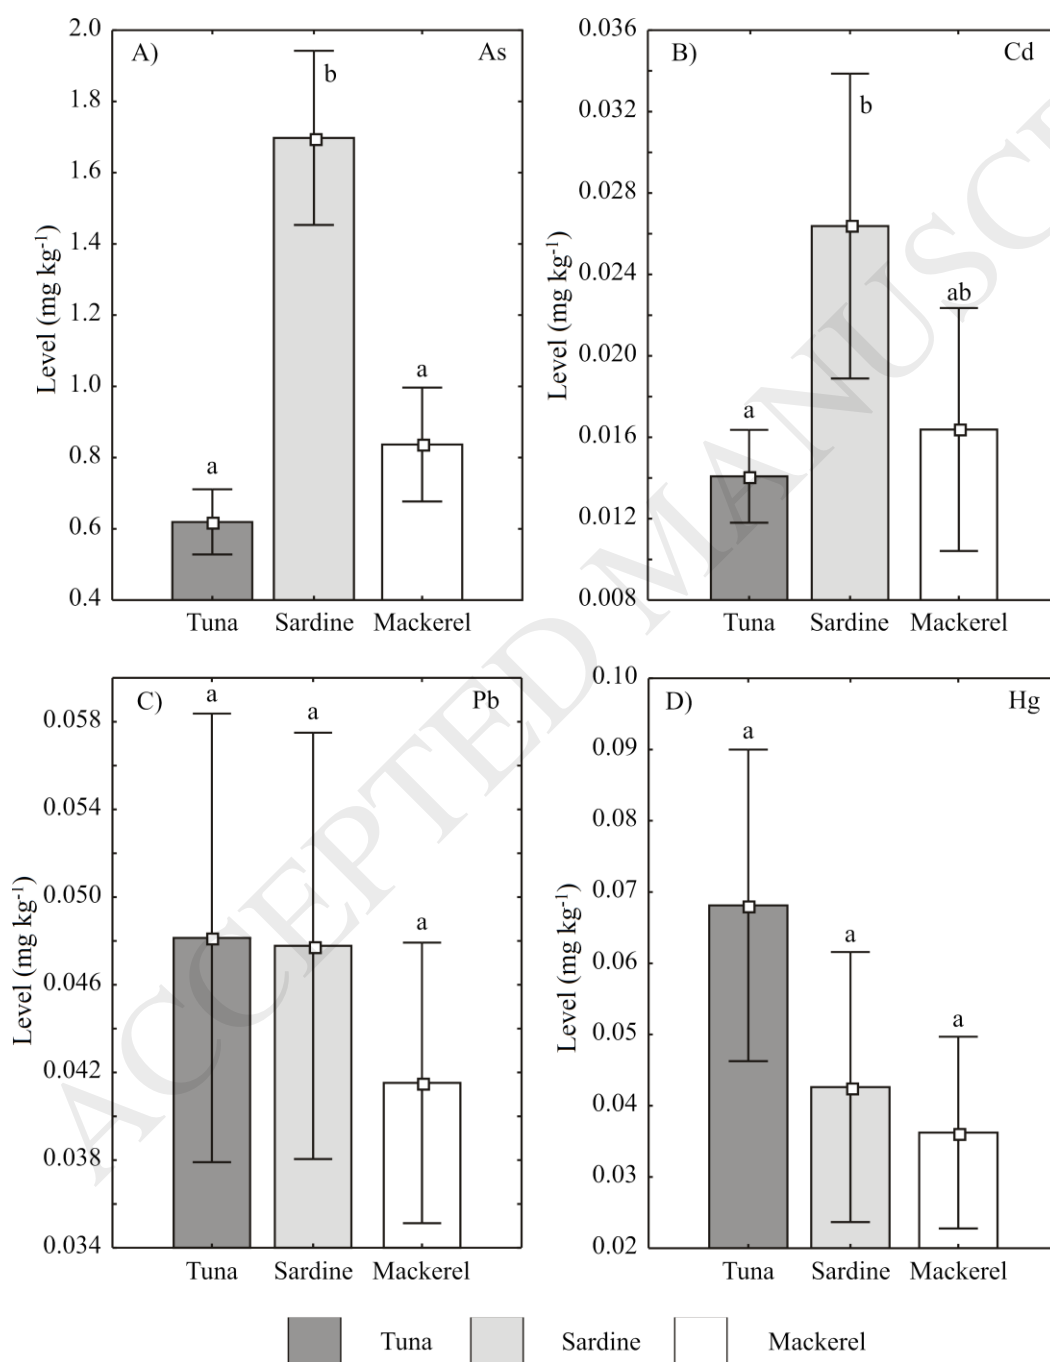 A) As
2.0
1.8
1.6
1.4
1.2
1.0
0.8
0.6
0.4
Level (mg kg-1)
b
a
a
Tuna Sardine Mackerel
B) Cd
0.036
0.032
0.028
0.024
0.020
0.016
0.012
0.008
Level (mg kg-1)
b
ab
a
Tuna Sardine Mackerel
C) Pb
0.058
0.054
0.050
0.046
0.042
0.038
0.034
Level (mg kg-1)
a
a
a
Tuna Sardine Mackerel
D) Hg
0.10
0.09
0.08
0.07
0.06
0.05
0.04
0.03
0.02
Level (mg kg-1)
a
a
a
Tuna Sardine Mackerel
Tuna Sardine Mackerel
ACCEPTED MANUSC